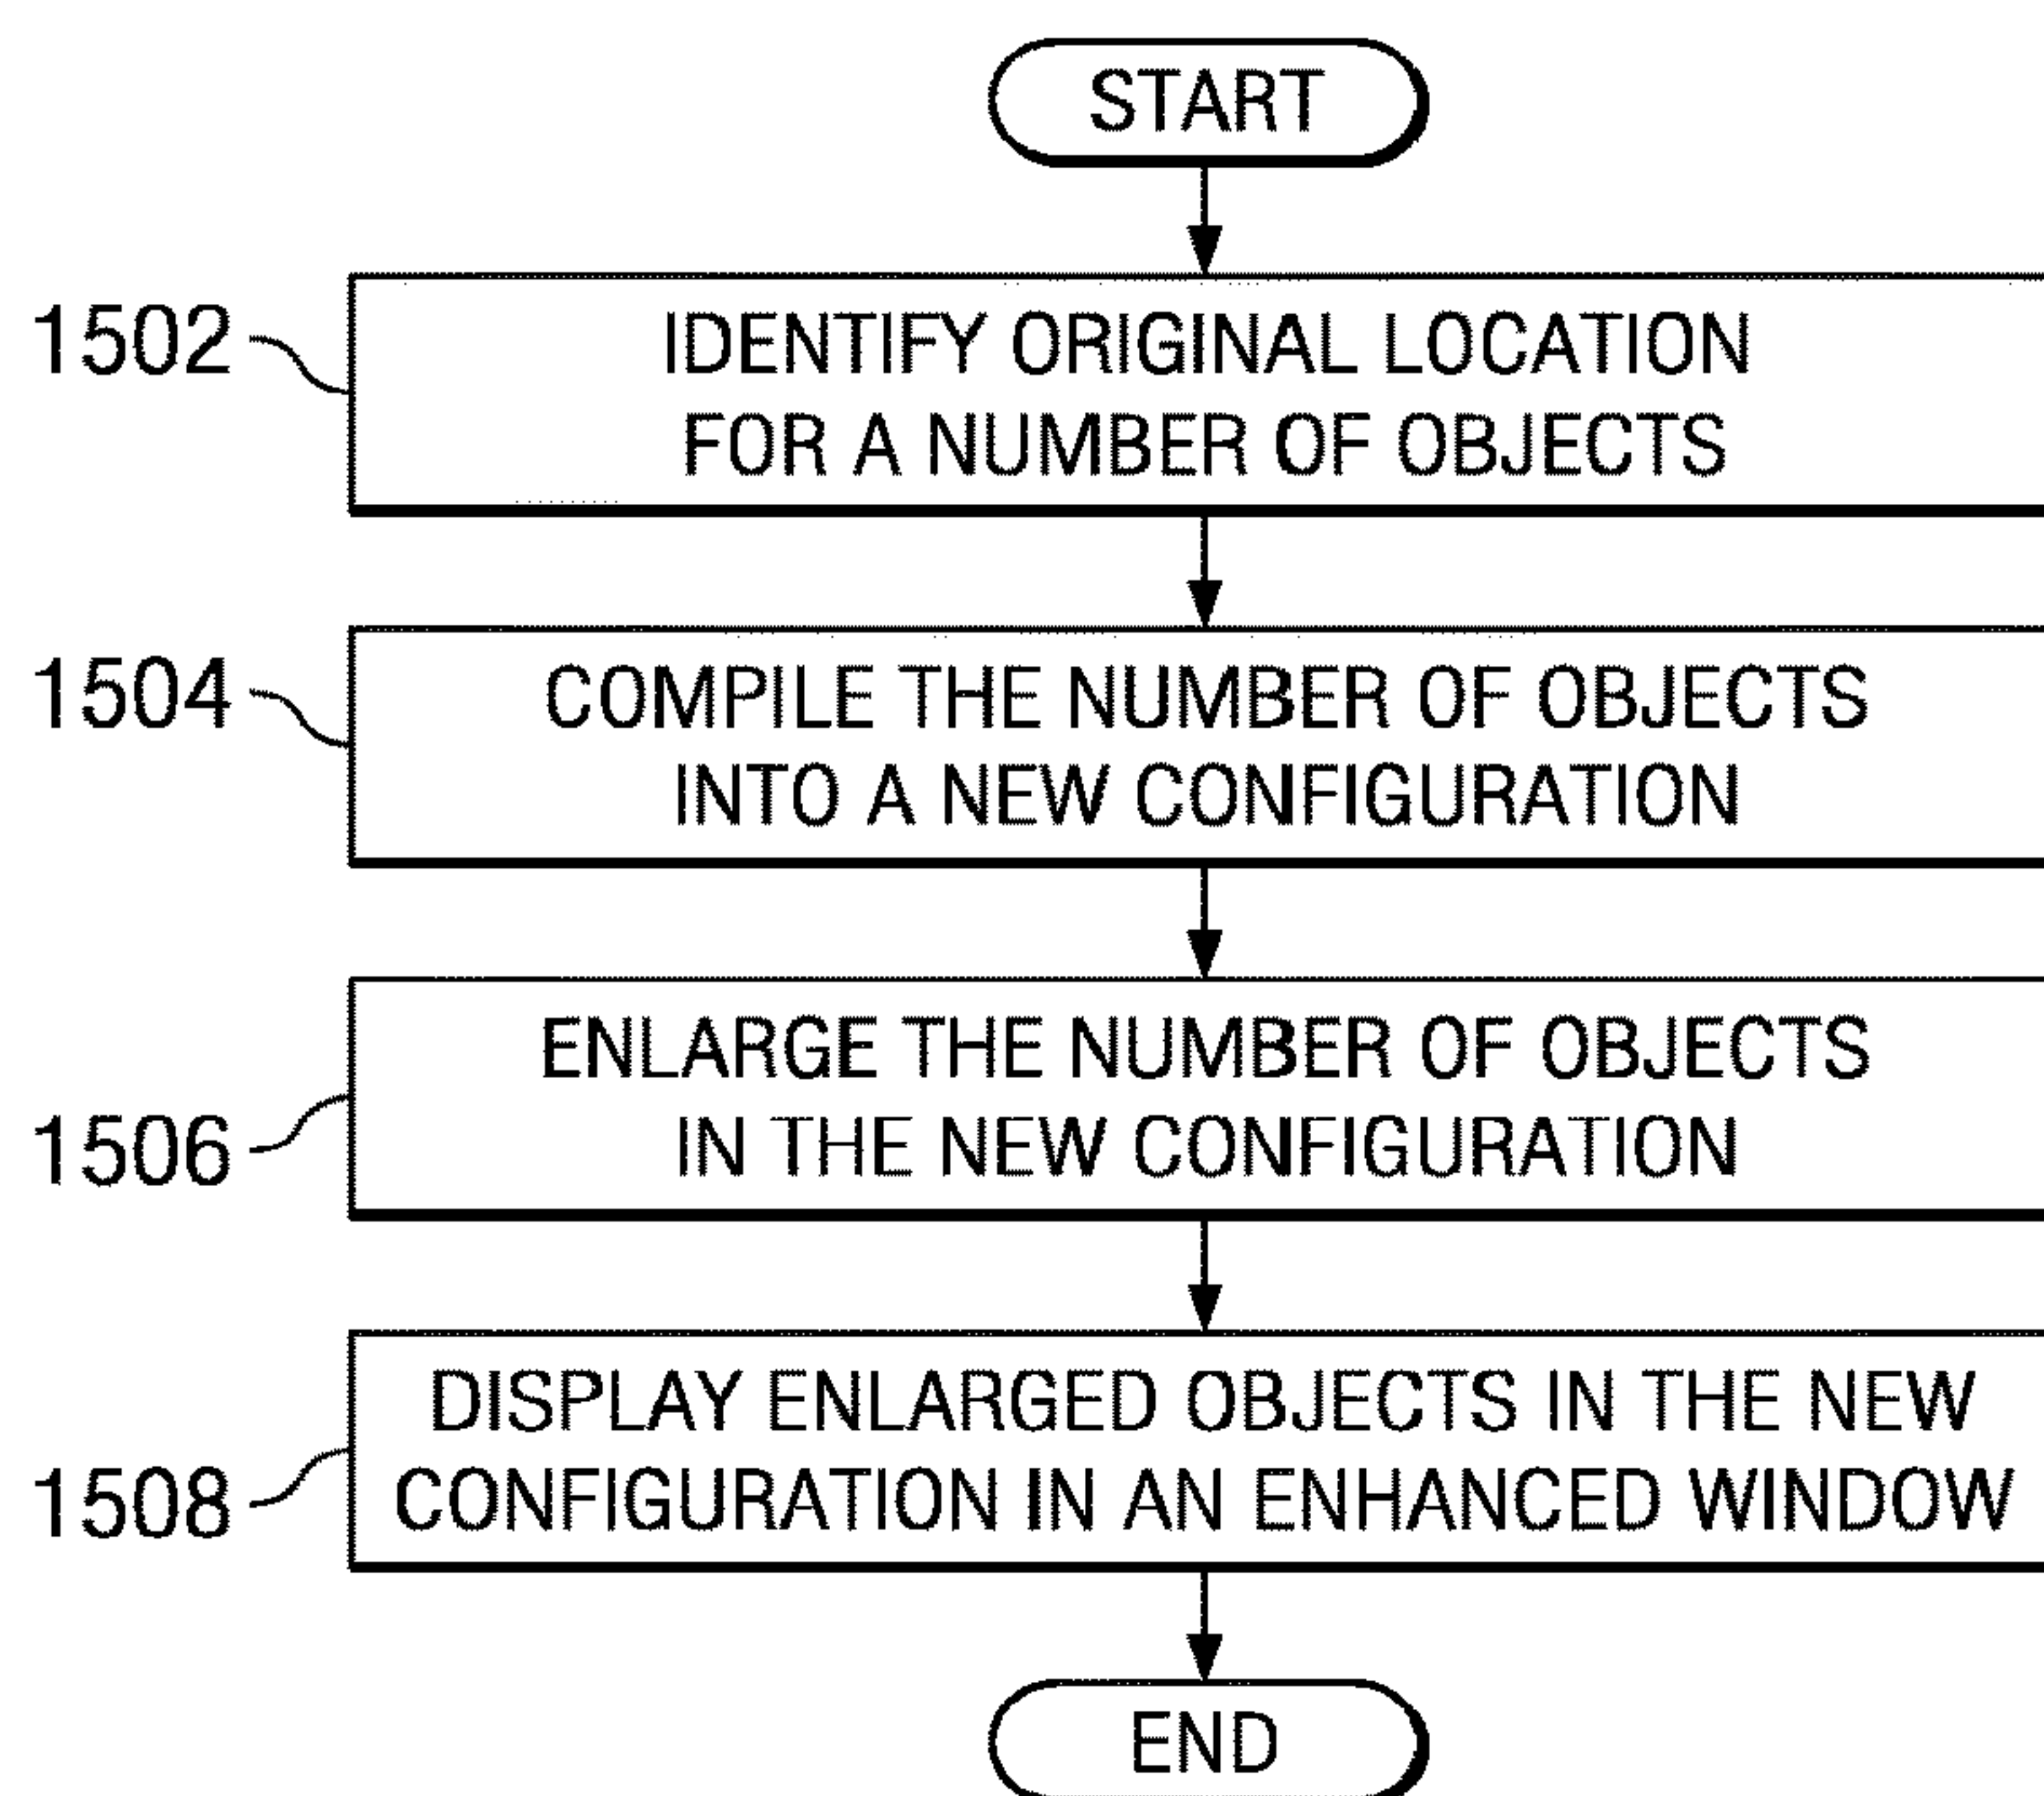 START
1502
IDENTIFY ORIGINAL LOCATION
FOR A NUMBER OF OBJECTS
1504
COMPILE THE NUMBER OF OBJECTS
INTO A NEW CONFIGURATION
1506
ENLARGE THE NUMBER OF OBJECTS
IN THE NEW CONFIGURATION
1508
DISPLAY ENLARGED OBJECTS IN THE NEW
CONFIGURATION IN AN ENHANCED WINDOW
END